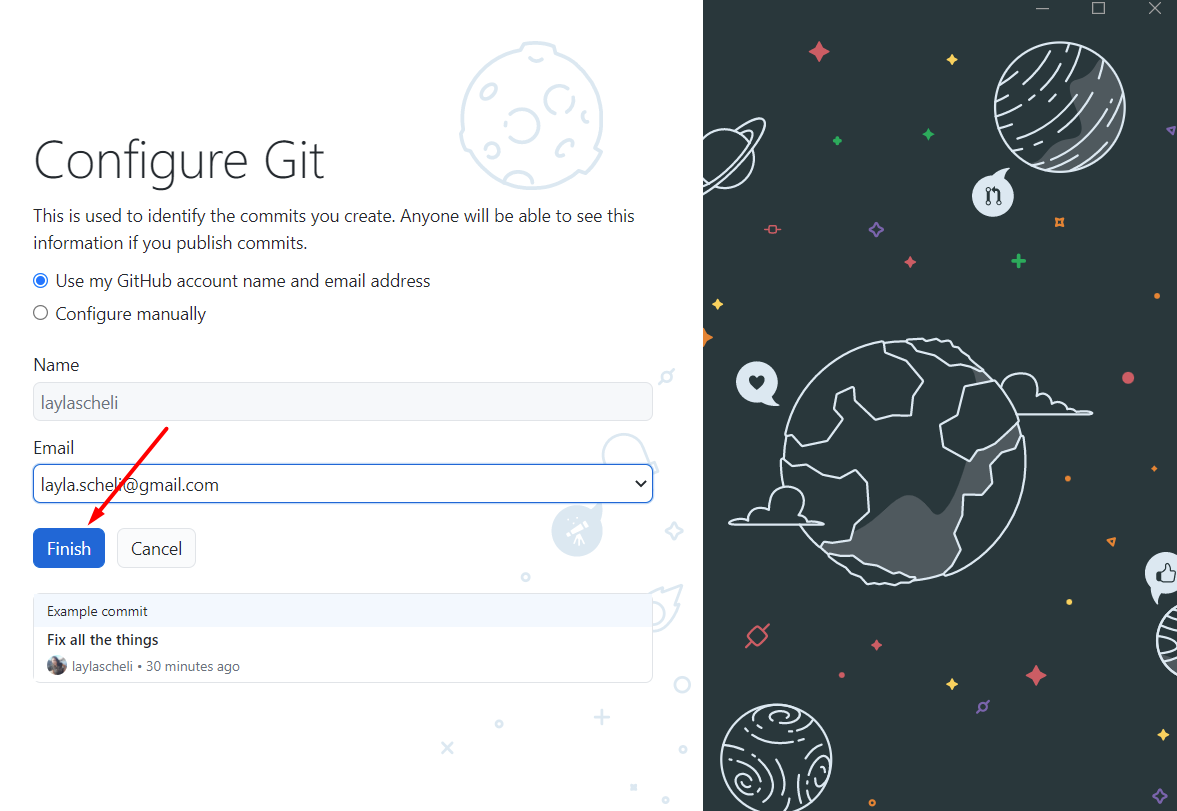 Configure Git
This is used to identify the commits you create. Anyone will be able to see this
information if you publish commits.
Use my GitHub account name and email address
Configure manually
Name
laylascheli
Email
layla.scheli@gmail.com
Finish Cancel
Example commit
Fix all the things
laylascheli • 30 minutes ago